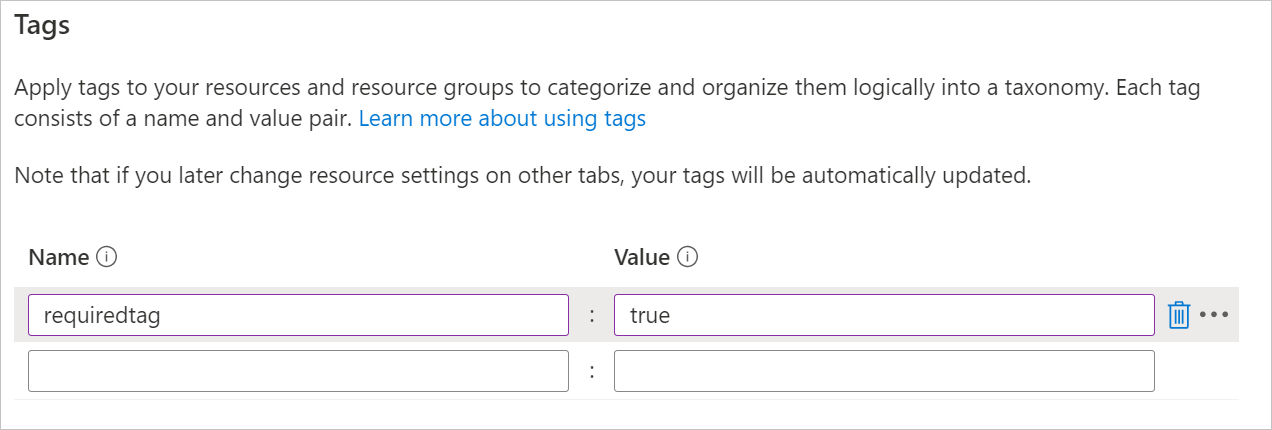 Tags
Apply tags to your resources and resource groups to categorize and organize them logically into a taxonomy. Each tag
consists of a name and value pair. Learn more about using tags
Note that if you later change resource settings on other tabs, your tags will be automatically updated.
Name Value
requiredtag : true
: